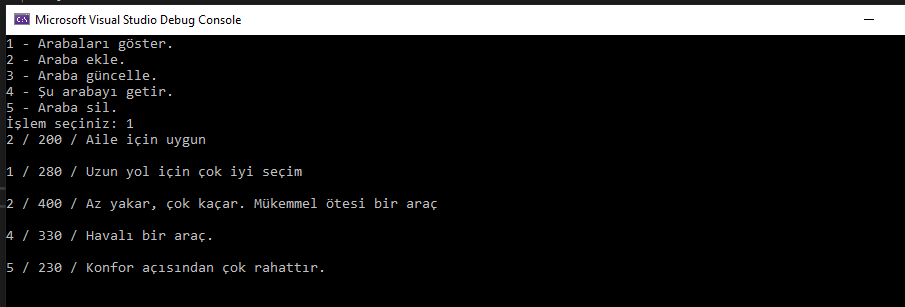 Microsoft Visual Studio Debug Console
1 - Arabaları göster.
2 - Araba ekle.
3 - Araba güncelle.
4 - Şu arabayı getir.
5 - Araba sil.
İşlem seçiniz: 1
2 / 200 / Aile için uygun
1 / 280 / Uzun yol için çok iyi seçim
2 / 400 / Az yakar, çok kaçar. Mükemmel ötesi bir araç
4 / 330 / Havalı bir araç.
5 / 230 / Konfor açısından çok rahattır.